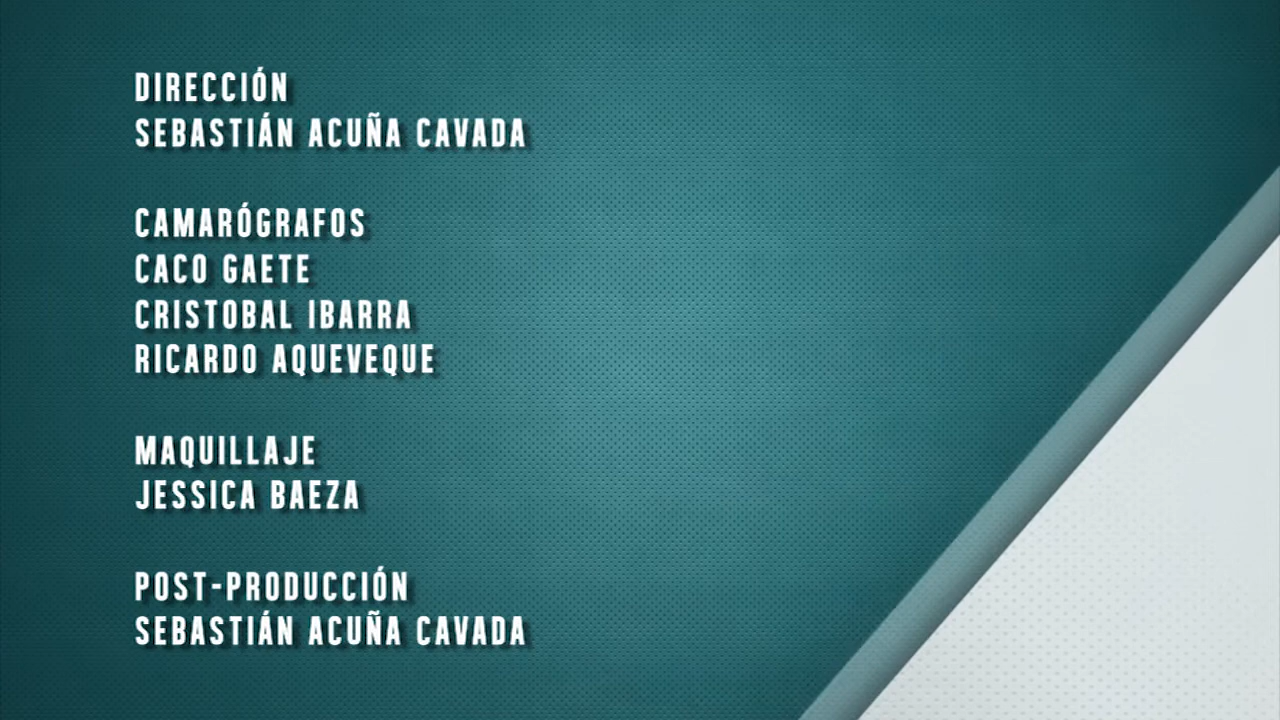 DIRECCIÓN
SEBASTIÁN ACUÑA CAVADA
CAMARÓGRAFOS
CACO GAETE
CRISTOBAL IBARRA
RICARDO AQUEVEQUE
MAQUILLAJE
JESSICA BAEZA
POST-PRODUCCIÓN
SEBASTIÁN ACUÑA CAVADA